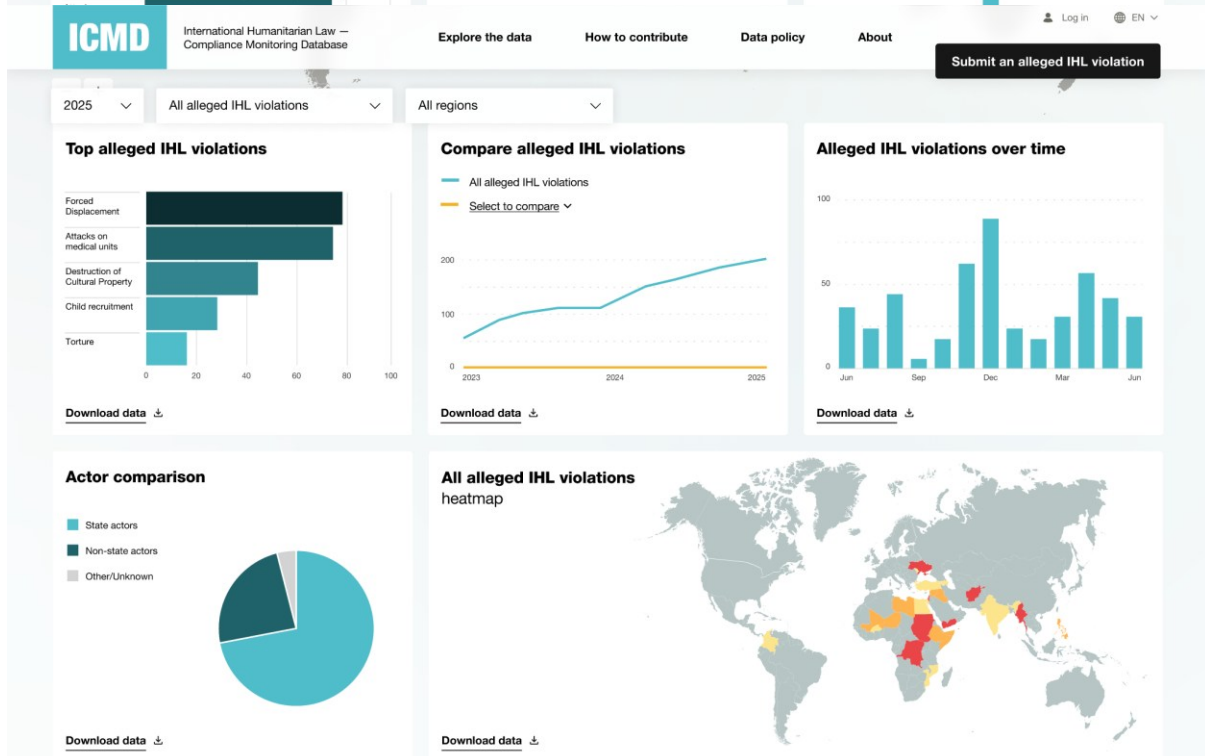 ICMD
International Humanitarian Law —
Compliance Monitoring Database
Explore the data
How to contribute
Data policy
About
Log in
EN
Submit an alleged IHL violation
2025
All alleged IHL violations
All regions
Top alleged IHL violations
Forced
Displacement
Attacks on
medical units
Destruction of
Cultural Property
Child recruitment
Torture
0 20 40 60 80 100
Download data
Compare alleged IHL violations
All alleged IHL violations
Select to compare
200
100
0
2023 2024 2025
Download data
Alleged IHL violations over time
100
50
0
Jun Sep Dec Mar Jun
Download data
Actor comparison
State actors
Non-state actors
Other/Unknown
Download data
All alleged IHL violations
heatmap
Download data